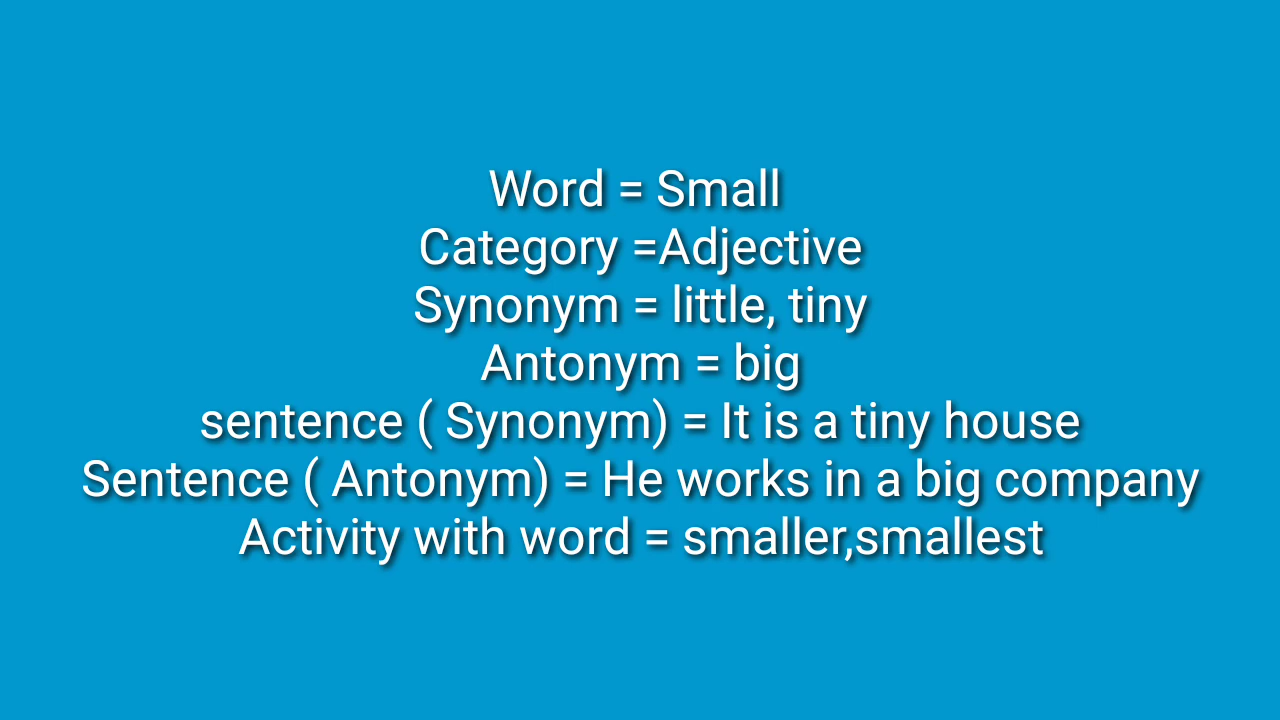 Word = Small
Category =Adjective
Synonym = little, tiny
Antonym = big
sentence ( Synonym) = It is a tiny house
Sentence ( Antonym) = He works in a big company
Activity with word = smaller,smallest